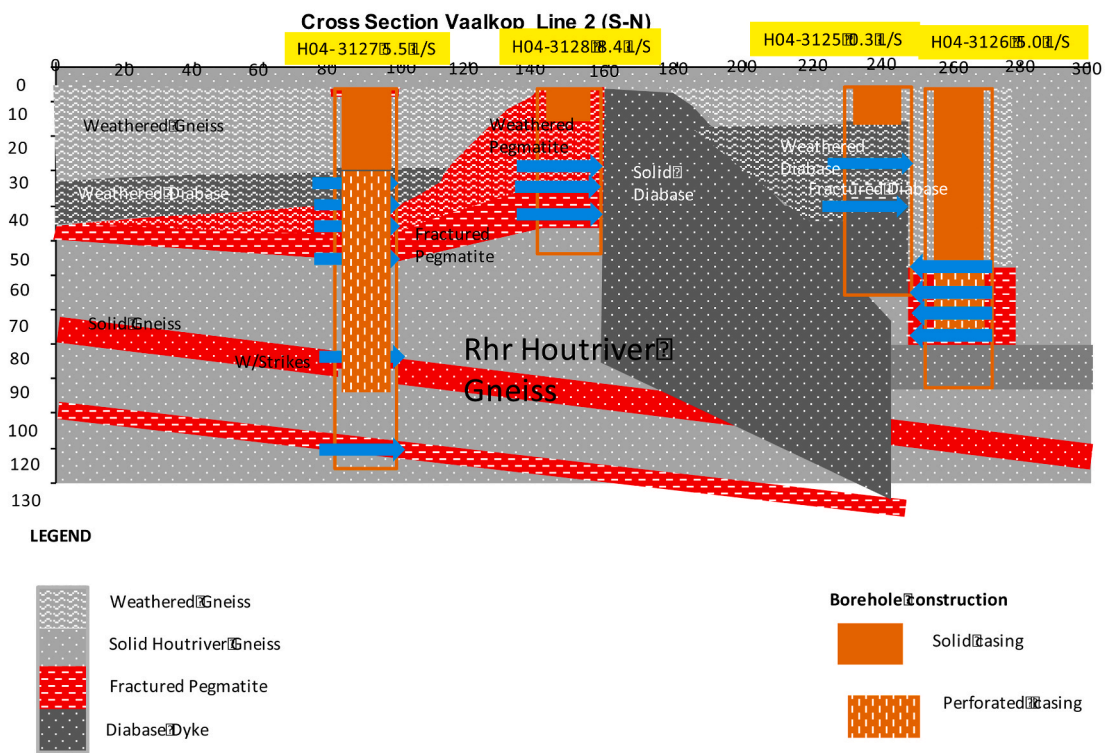 Cross Section Vaalkop Line 2 (S-N)
H04-3127⍰5.5⍰L/S
H04-3128⍰8.4⍰L/S
H04-3125⍰0.3⍰L/S
H04-3126⍰5.0⍰L/S
0 20 40 60 80 100 120 140 160 180 200 220 240 260 280 300
0
10
20
30
40
50
60
70
80
90
100
110
120
130
Weathered⍰Gneiss
Weathered
Pegmatite
Weathered
Diabase
Solid⍰
Diabase
Weathered⍰Diabase
Fractured⍰Diabase
Fractured
Pegmatite
Solid⍰Gneiss
W/Strikes
Rhr Houtriver⍰
Gneiss
LEGEND
Weathered⍰Gneiss
Solid Houtriver⍰Gneiss
Fractured Pegmatite
Diabase⍰Dyke
Borehole⍰construction
Solid⍰casing
Perforated⍰casing